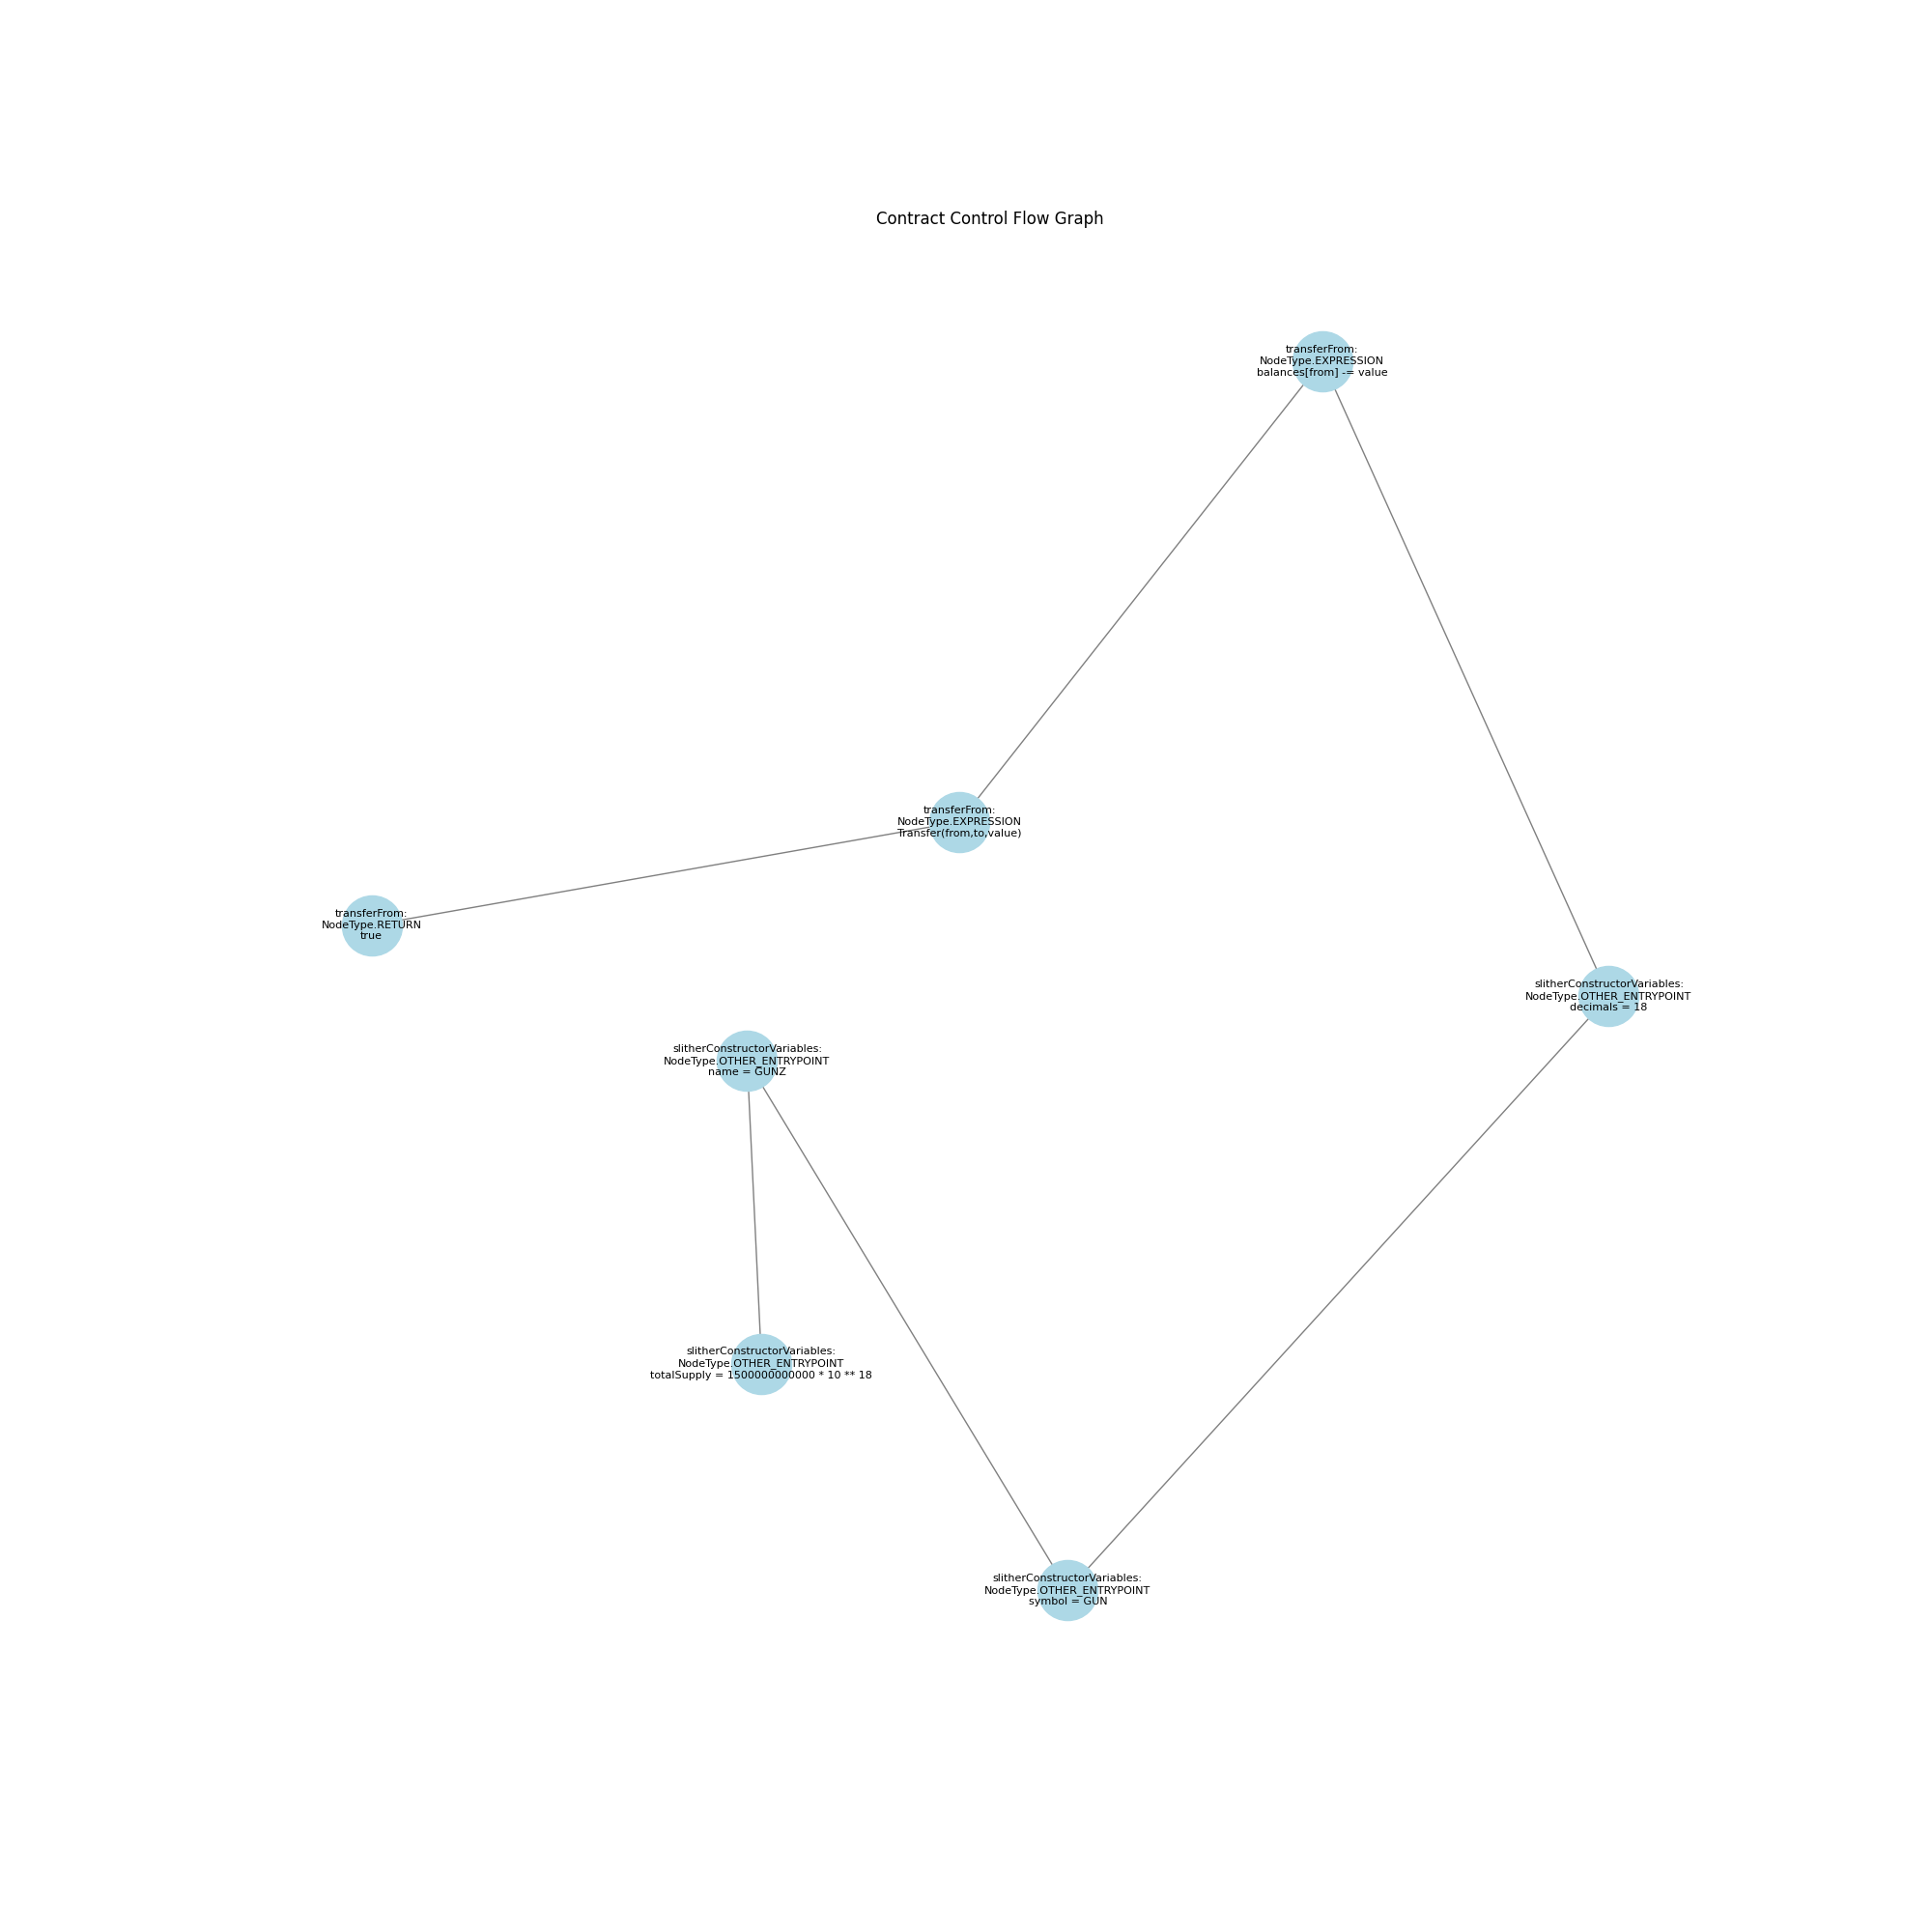 Contract Control Flow Graph
transferFrom:
NodeType.EXPRESSION
balances[from] -= value
transferFrom:
NodeType.EXPRESSION
Transfer(from,to,value)
transferFrom:
NodeType.RETURN
true
slitherConstructorVariables:
NodeType.OTHER_ENTRYPOINT
decimals = 18
slitherConstructorVariables:
NodeType.OTHER_ENTRYPOINT
name = GUNZ
slitherConstructorVariables:
NodeType.OTHER_ENTRYPOINT
totalSupply = 1500000000000 * 10 ** 18
slitherConstructorVariables:
NodeType.OTHER_ENTRYPOINT
symbol = GUN